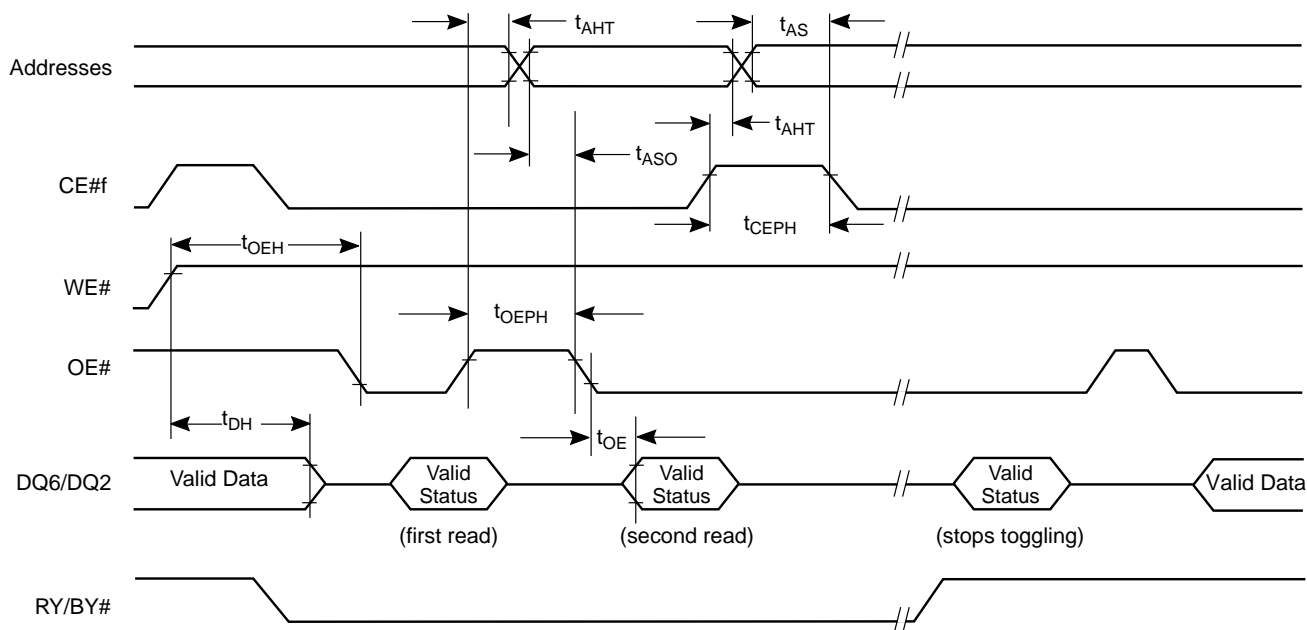 tAHT
tAS
Addresses
tAHT
tASO
CE#f
tCEPH
tOEH
WE#
tOEPH
OE#
tDH
tOE
DQ6/DQ2
Valid Data
Valid
Status
Valid
Status
Valid
Status
Valid Data
(first read)
(second read)
(stops toggling)
RY/BY#